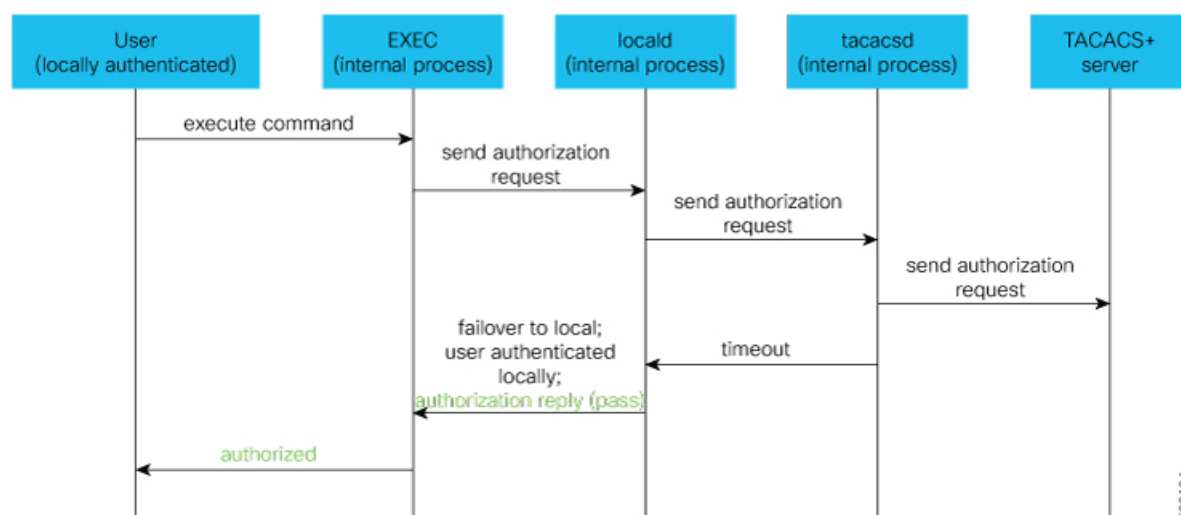 User
(locally authenticated)
EXEC
(internal process)
locald
(internal process)
tacacsd
(internal process)
TACACS+
server
execute command
send authorization
request
send authorization
request
send authorization
request
timeout
failover to local;
user authenticated
locally;
authorization reply (pass)
authorized